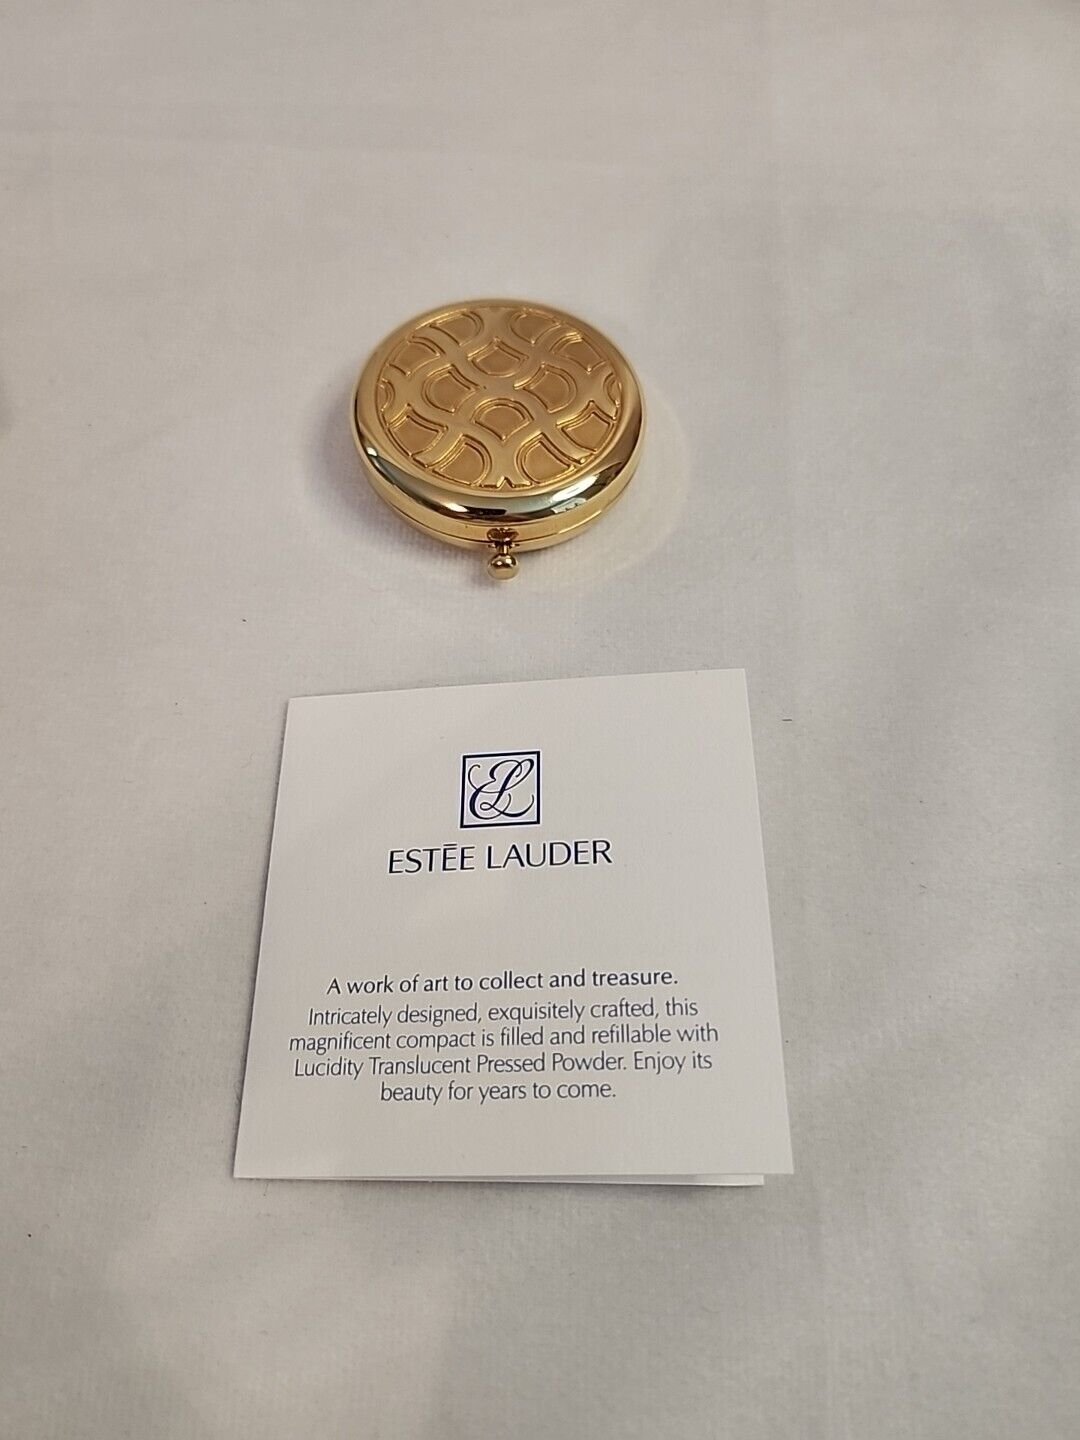 EL
ESTĒE LAUDER
A work of art to collect and treasure.
Intricately designed, exquisitely crafted, this
magnificent compact is filled and refillable with
Lucidity Translucent Pressed Powder. Enjoy its
beauty for years to come.